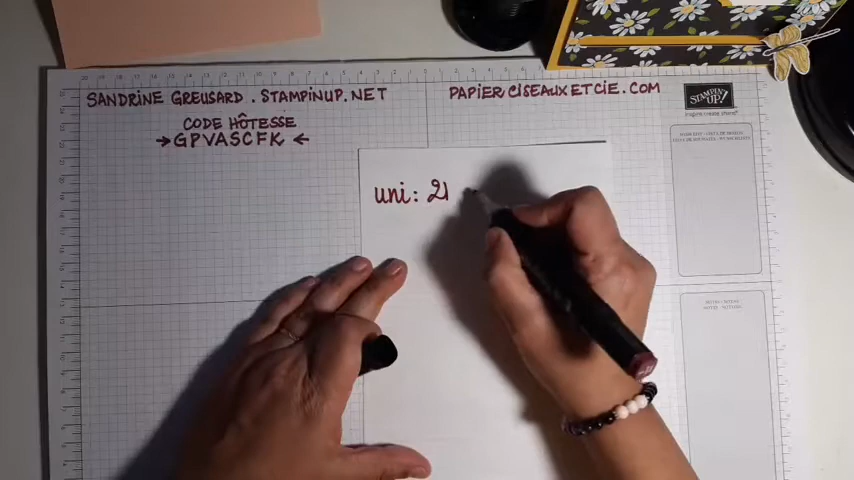 SANDRINE GREUSARD . STAMPINUP . NET
PAPIERCISEAUXETCIE . COM
CODE HÔTESSE
→ GPVASCFK ←
STAMPIN' UP!
uni : 21